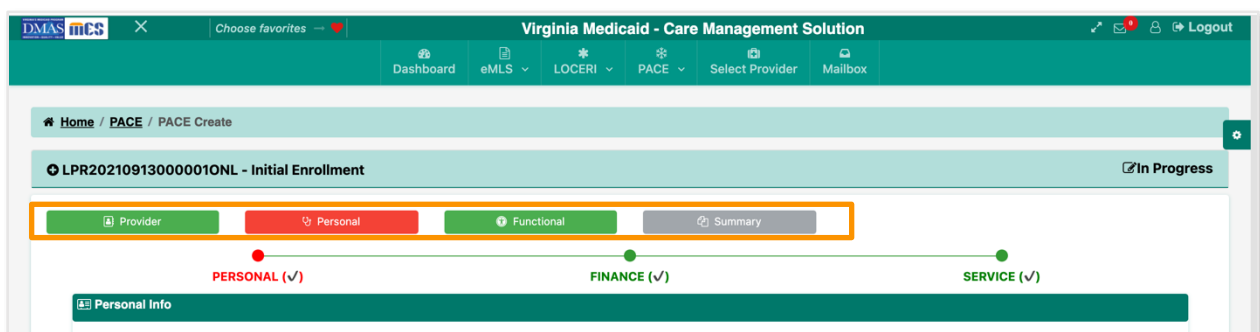 DMAS mes Choose favorites → Virginia Medicaid - Care Management Solution 0 Logout
Dashboard eMLS LOCERI PACE Select Provider Mailbox
Home / PACE / PACE Create
LPR20210913000001ONL - Initial Enrollment In Progress
Provider Personal Functional Summary
PERSONAL (✓) FINANCE (✓) SERVICE (✓)
Personal Info